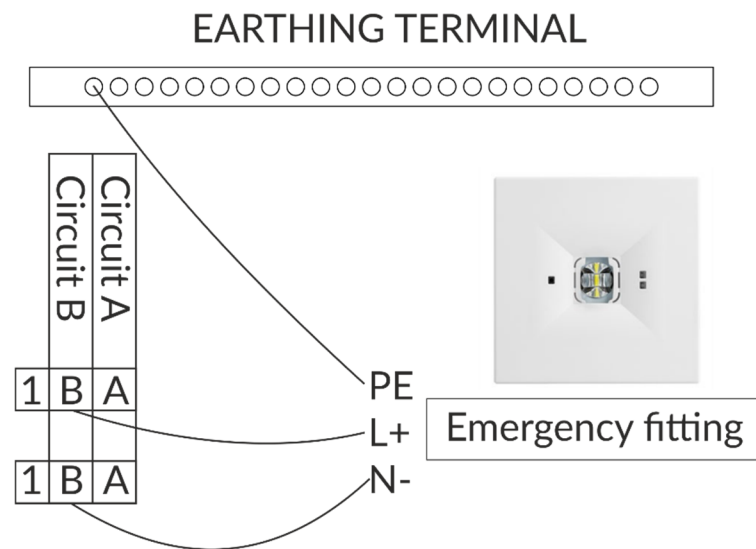 EARTHING TERMINAL
Circuit B
Circuit A
1 B A
PE
L+
Emergency fitting
1 B A
N-